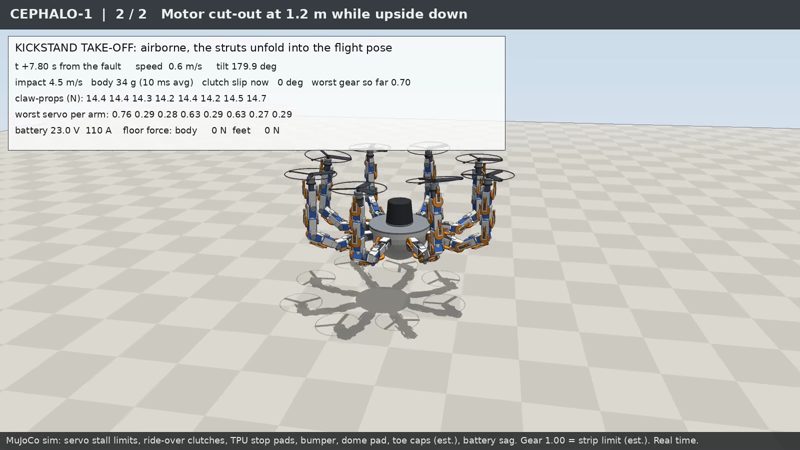 CEPHALO-1 | 2 / 2 Motor cut-out at 1.2 m while upside down
KICKSTAND TAKE-OFF: airborne, the struts unfold into the flight pose
t +7.80 s from the fault speed 0.6 m/s tilt 179.9 deg
impact 4.5 m/s body 34 g (10 ms avg) clutch slip now 0 deg worst gear so far 0.70
claw-props (N): 14.4 14.4 14.3 14.2 14.4 14.2 14.5 14.7
worst servo per arm: 0.76 0.29 0.28 0.63 0.29 0.63 0.27 0.29
battery 23.0 V 110 A floor force: body 0 N feet 0 N
MuJoCo sim: servo stall limits, ride-over clutches, TPU stop pads, bumper, dome pad, toe caps (est.), battery sag. Gear 1.00 = strip limit (est.). Real time.